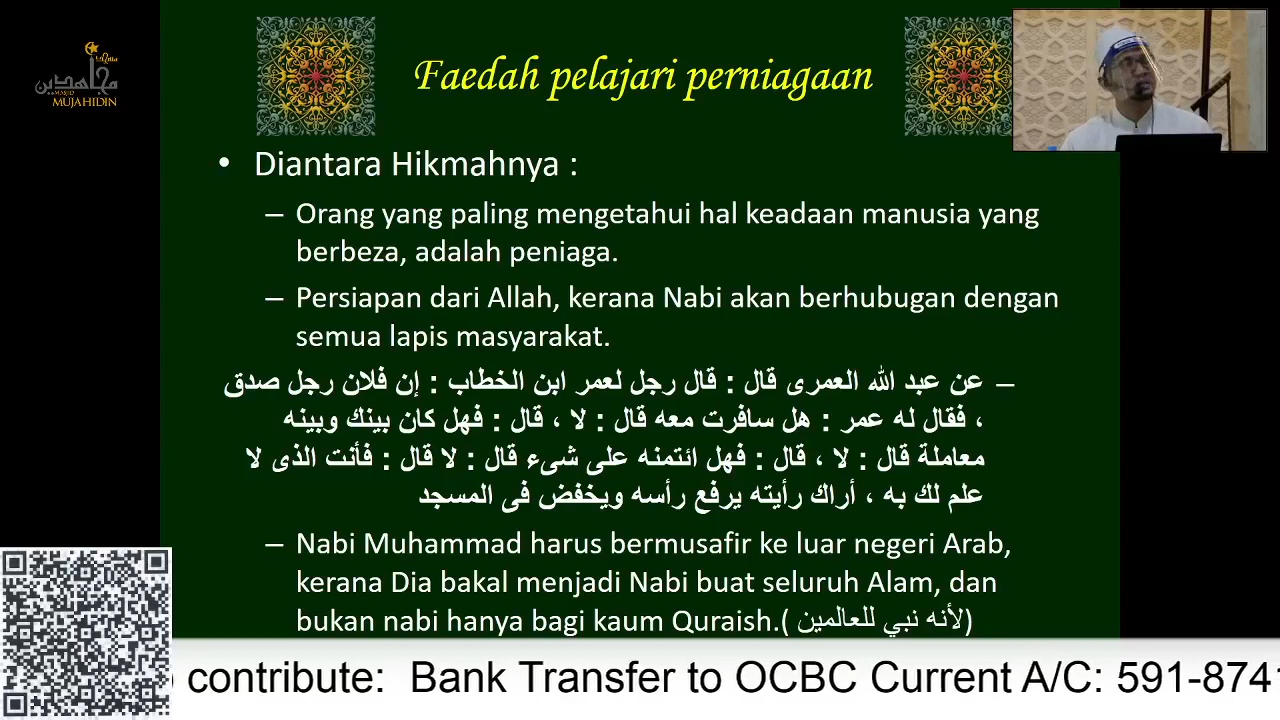 مجاهدين
MASJID
MUJAHIDIN
Faedah pelajari perniagaan
• Diantara Hikmahnya :
– Orang yang paling mengetahui hal keadaan manusia yang
berbeza, adalah peniaga.
– Persiapan dari Allah, kerana Nabi akan berhubugan dengan
semua lapis masyarakat.
– عن عبد الله العمرى قال : قال رجل لعمر ابن الخطاب : إن فلان رجل صدق
، فقال له عمر : هل سافرت معه قال : لا ، قال : فهل كان بينك وبينه
معاملة قال : لا ، قال : فهل ائتمنه على شىء قال : لا قال : فأنت الذى لا
علم لك به ، أراك رأيته يرفع رأسه ويخفض فى المسجد
– Nabi Muhammad harus bermusafir ke luar negeri Arab,
kerana Dia bakal menjadi Nabi buat seluruh Alam, dan
bukan nabi hanya bagi kaum Quraish.( لأنه نبي للعالمين)
contribute: Bank Transfer to OCBC Current A/C: 591-874